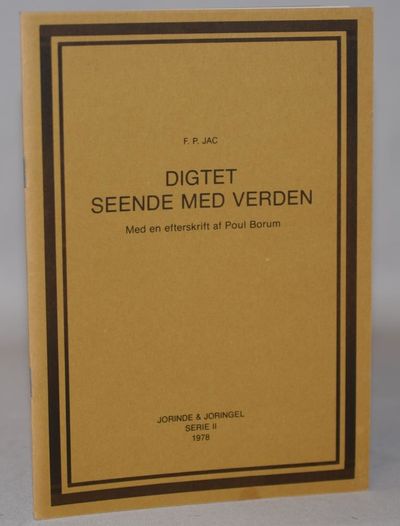 F. P. JAC
DIGTET
SEENDE MED VERDEN
Med en efterskrift af Poul Borum
JORINDE & JORINGEL
SERIE II
1978